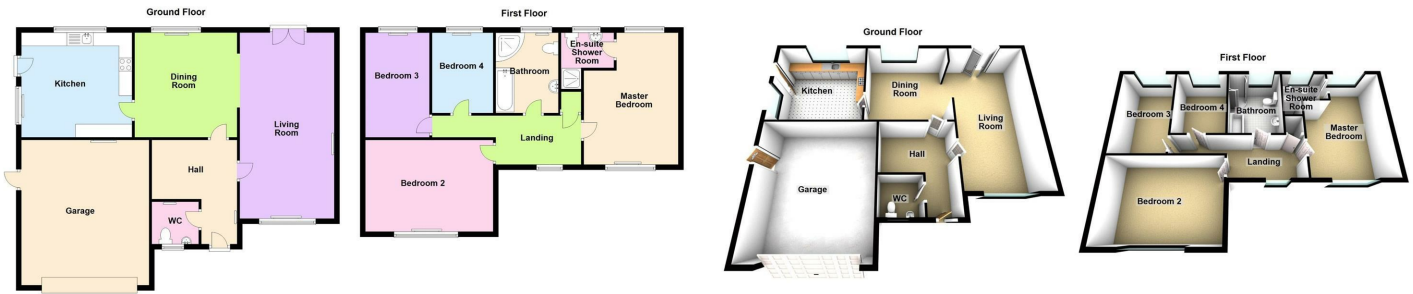 Ground Floor
Kitchen
Dining
Room
Living
Room
Hall
Garage
WC
First Floor
Bedroom 3
Bedroom 4
Bathroom
En-suite
Shower
Room
Master
Bedroom
Landing
Bedroom 2
Ground Floor
Kitchen
Dining
Room
Living
Room
Hall
Garage
WC
First Floor
Bedroom 3
Bedroom 4
Bathroom
En-suite
Shower
Room
Master
Bedroom
Landing
Bedroom 2